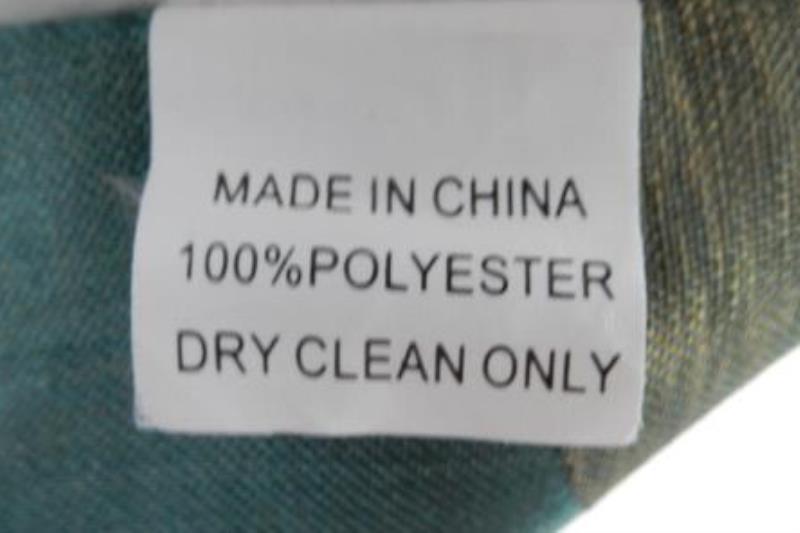 MADE IN CHINA
100%POLYESTER
DRY CLEAN ONLY